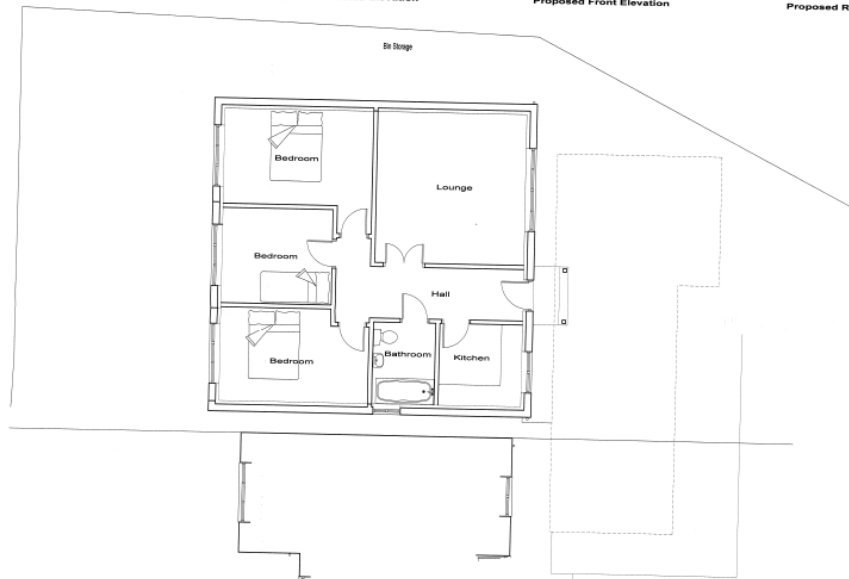 Proposed Front Elevation
Proposed R
Bin Storage
Bedroom
Lounge
Bedroom
Hall
Bedroom
Bathroom
Kitchen